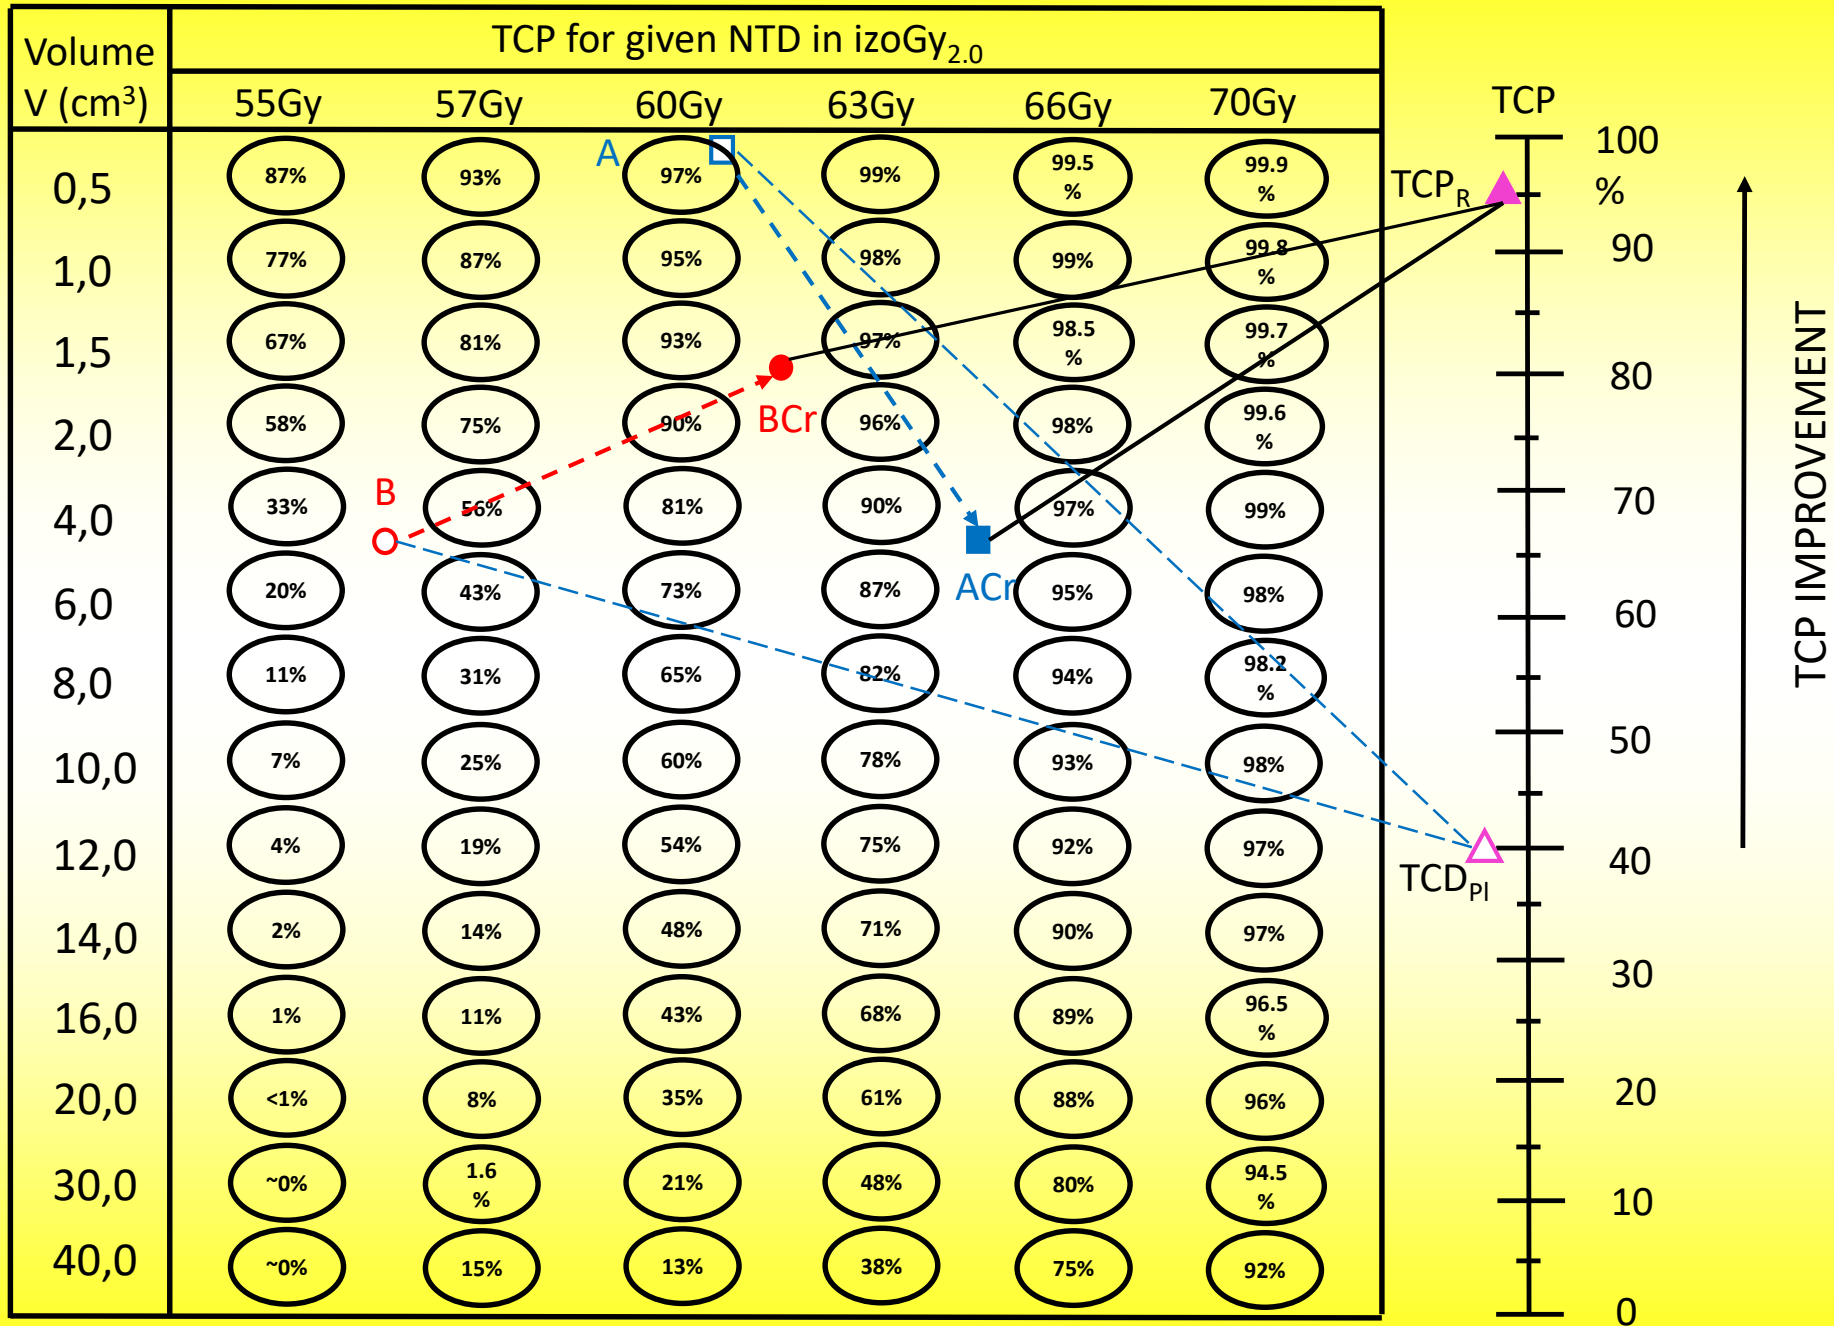 Volume
V (cm³)
TCP for given NTD in izoGy₂.₀
55Gy 57Gy 60Gy 63Gy 66Gy 70Gy
0,5 87% 93% 97% 99% 99.5 % 99.9 %
1,0 77% 87% 95% 98% 99% 99.8 %
1,5 67% 81% 93% 97% 98.5 % 99.7 %
2,0 58% 75% 90% 96% 98% 99.6 %
4,0 33% 56% 81% 90% 97% 99%
6,0 20% 43% 73% 87% 95% 98%
8,0 11% 31% 65% 82% 94% 98.2 %
10,0 7% 25% 60% 78% 93% 98%
12,0 4% 19% 54% 75% 92% 97%
14,0 2% 14% 48% 71% 90% 97%
16,0 1% 11% 43% 68% 89% 96.5 %
20,0 <1% 8% 35% 61% 88% 96%
30,0 ~0% 1.6 % 21% 48% 80% 94.5 %
40,0 ~0% 15% 13% 38% 75% 92%
A
B
BCr
ACr
TCP
TCP_R
TCD_Pl
100
%
90
80
70
60
50
40
30
20
10
0
TCP IMPROVEMENT